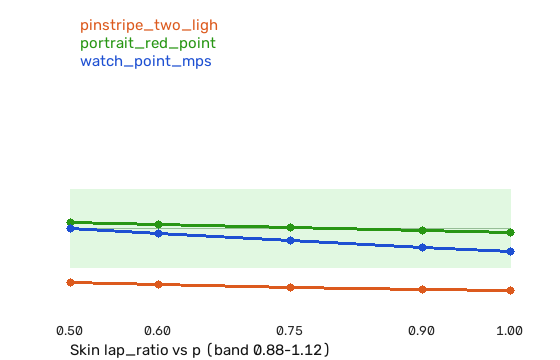 pinstripe_two_ligh
portrait_red_point
watch_point_mps
0.50 0.60 0.75 0.90 1.00
Skin lap_ratio vs p (band 0.88-1.12)